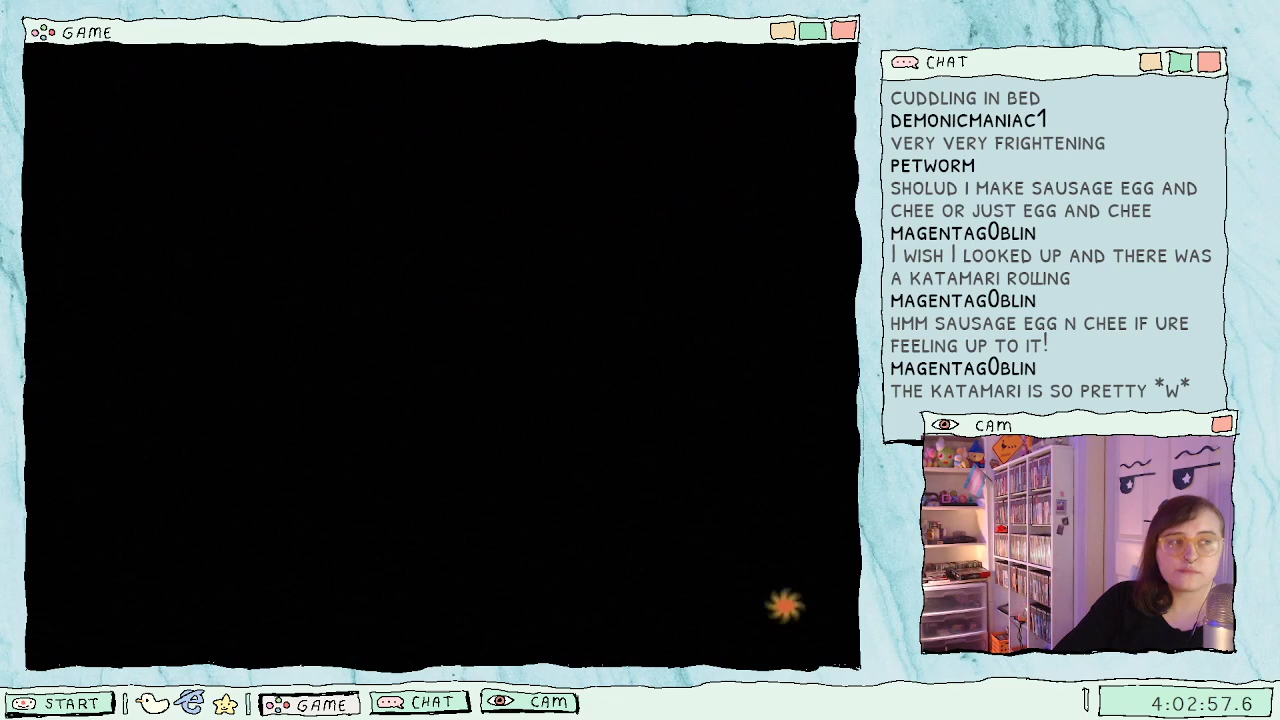 GAME
CHAT
CUDDLING IN BED
DEMONICMANIAC1
VERY VERY FRIGHTENING
PETWORM
SHOLUD I MAKE SAUSAGE EGG AND
CHEE OR JUST EGG AND CHEE
MAGENTAG0BLIN
I WISH I LOOKED UP AND THERE WAS
A KATAMARI ROLLING
MAGENTAG0BLIN
HMM SAUSAGE EGG N CHEE IF URE
FEELING UP TO IT!
MAGENTAG0BLIN
THE KATAMARI IS SO PRETTY *W*
CAM
START
GAME
CHAT
CAM
4:02:57.6